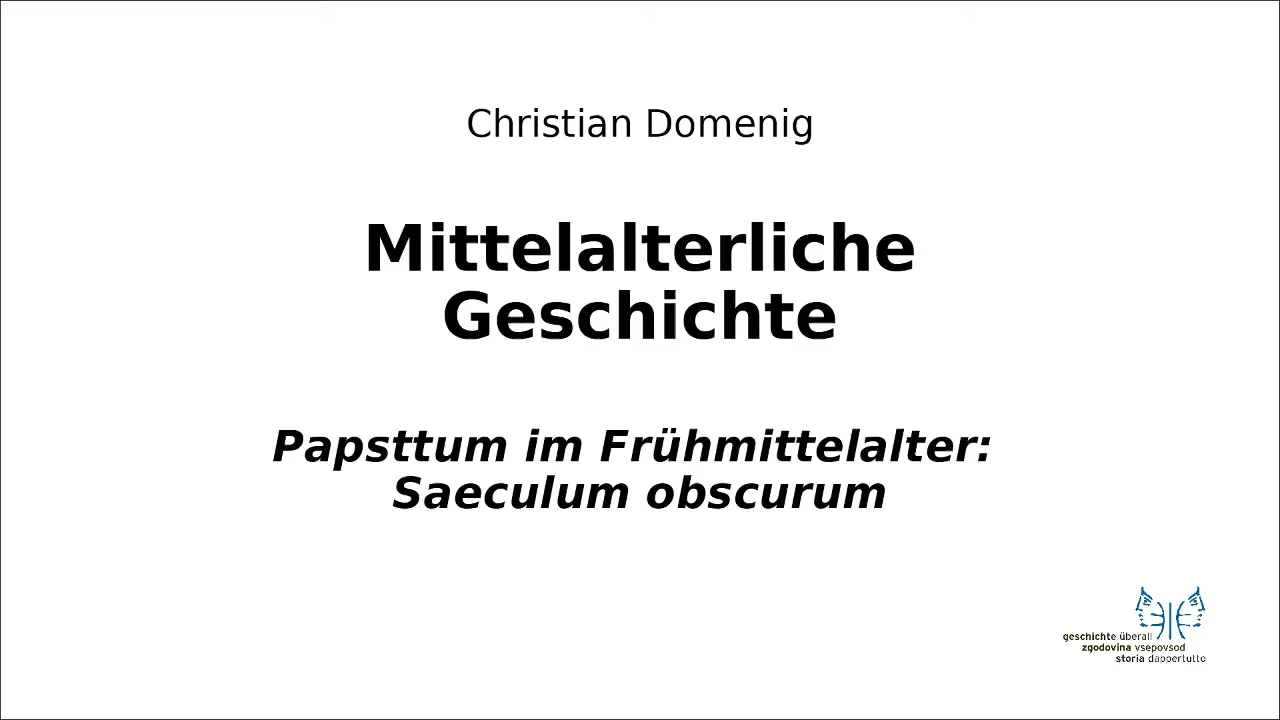 Christian Domenig
Mittelalterliche
Geschichte
Papsttum im Frühmittelalter:
Saeculum obscurum
geschichte überall
zgodovina vsepovsod
storia dappertutto